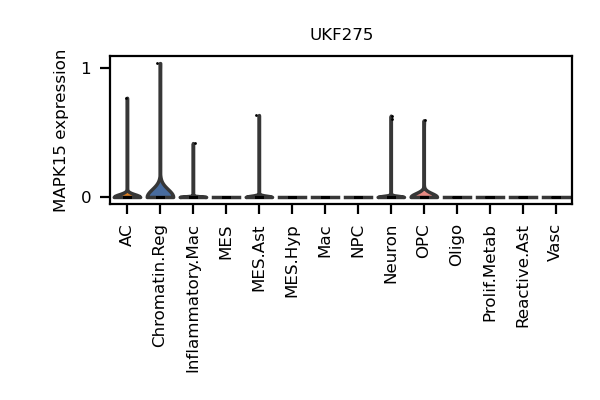 UKF275
MAPK15 expression
1
0
AC
Chromatin.Reg
Inflammatory.Mac
MES
MES.Ast
MES.Hyp
Mac
NPC
Neuron
OPC
Oligo
Prolif.Metab
Reactive.Ast
Vasc